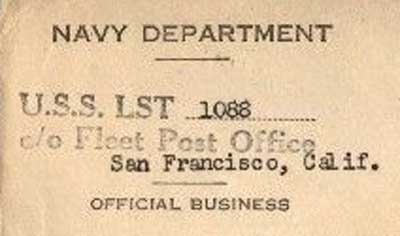 NAVY DEPARTMENT
U.S.S. LST 1088
c/o Fleet Post Office
San Francisco, Calif.
OFFICIAL BUSINESS